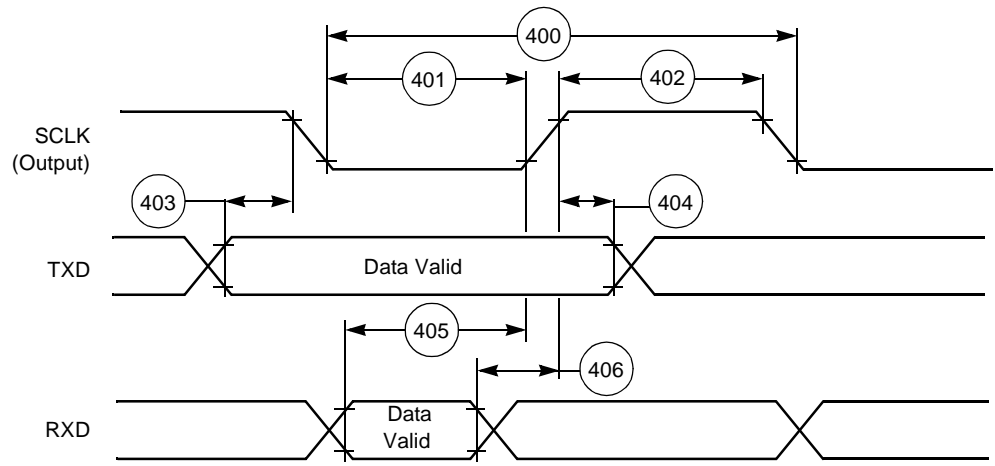 400
401
402
SCLK
(Output)
403
404
TXD
Data Valid
405
406
RXD
Data
Valid